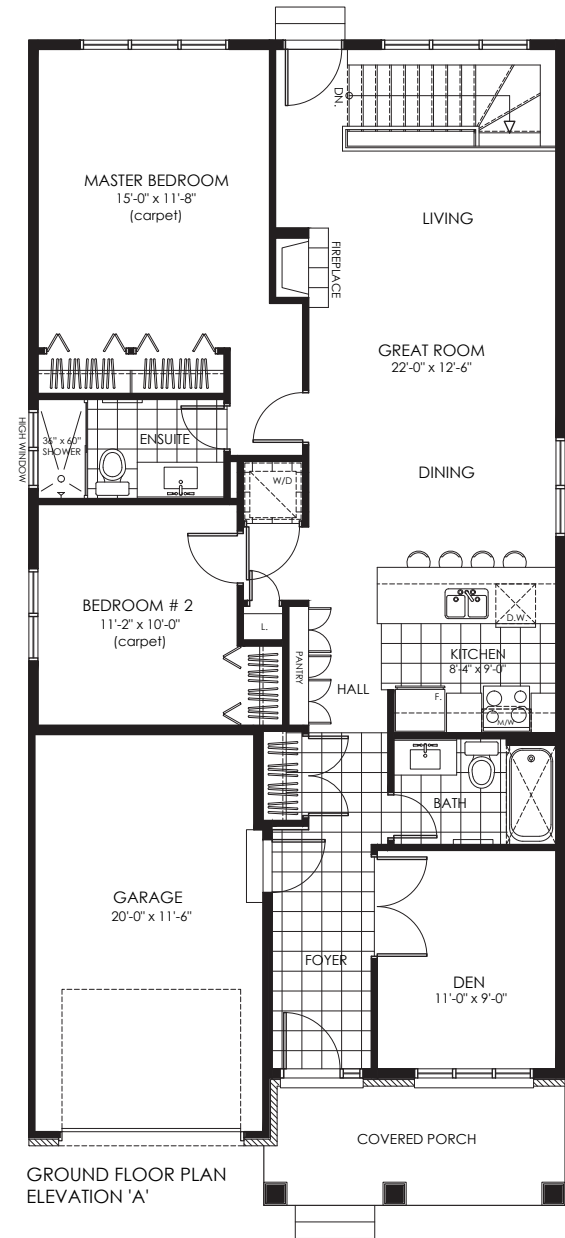 DN.
MASTER BEDROOM
15'-0" x 11'-8"
(carpet)
LIVING
FIREPLACE
GREAT ROOM
22'-0" x 12'-6"
HIGH WINDOW
36" x 60"
SHOWER
ENSUITE
DINING
W/D
BEDROOM # 2
11'-2" x 10'-0"
(carpet)
L.
D.W.
KITCHEN
8'-4" x 9'-0"
PANTRY
HALL
F.
M/W
BATH
GARAGE
20'-0" x 11'-6"
FOYER
DEN
11'-0" x 9'-0"
COVERED PORCH
GROUND FLOOR PLAN
ELEVATION 'A'